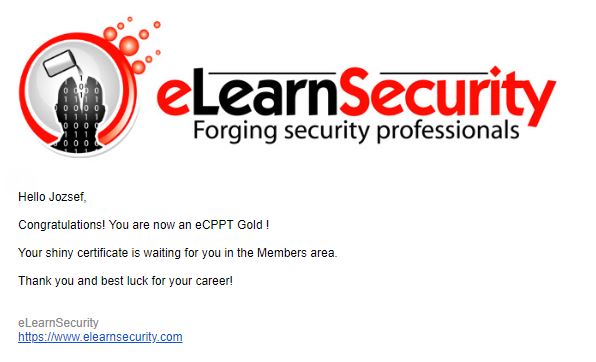 eLearnSecurity
Forging security professionals
Hello Jozsef,
Congratulations! You are now an eCPPT Gold !
Your shiny certificate is waiting for you in the Members area.
Thank you and best luck for your career!
eLearnSecurity
https://www.elearnsecurity.com